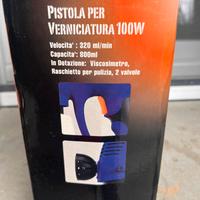 PISTOLA PER
VERNICIATURA 100W
Velocita' : 320 ml/min
Capacita' : 800ml
In Dotazione: Viscosimetro,
Raschietto per pulizia, 2 valvole